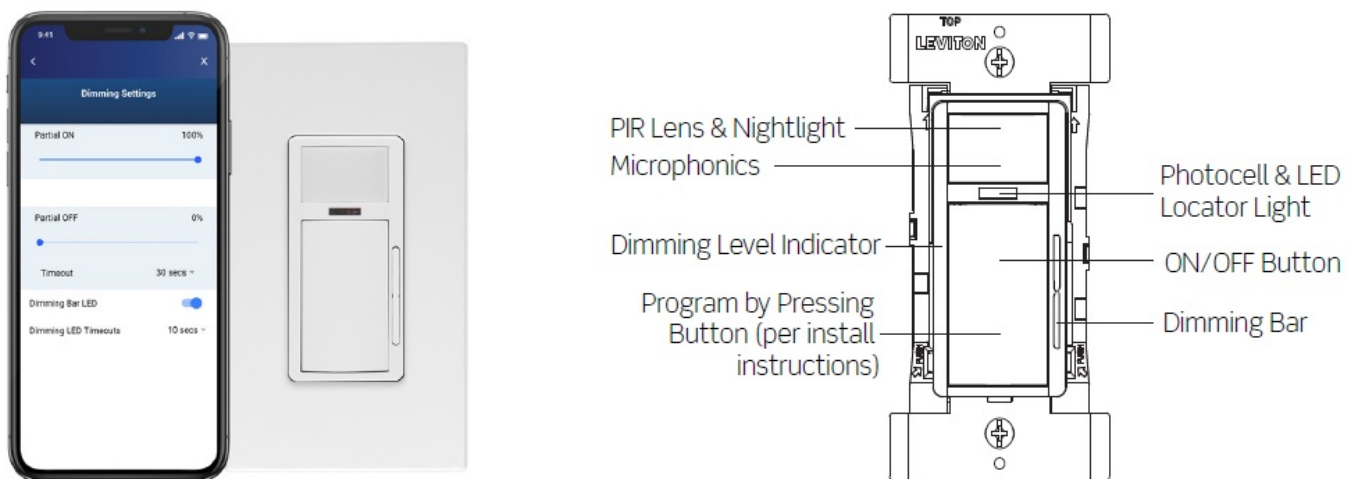 9:41
Dimming Settings
Partial ON 100%
Partial OFF 0%
Timeout 30 secs
Dimming Bar LED
Dimming LED Timeouts 10 secs
TOP
LEVITON
PIR Lens & Nightlight
Microphonics
Dimming Level Indicator
Program by Pressing
Button (per install
instructions)
Photocell & LED
Locator Light
ON/OFF Button
Dimming Bar
PUSH
PUSH